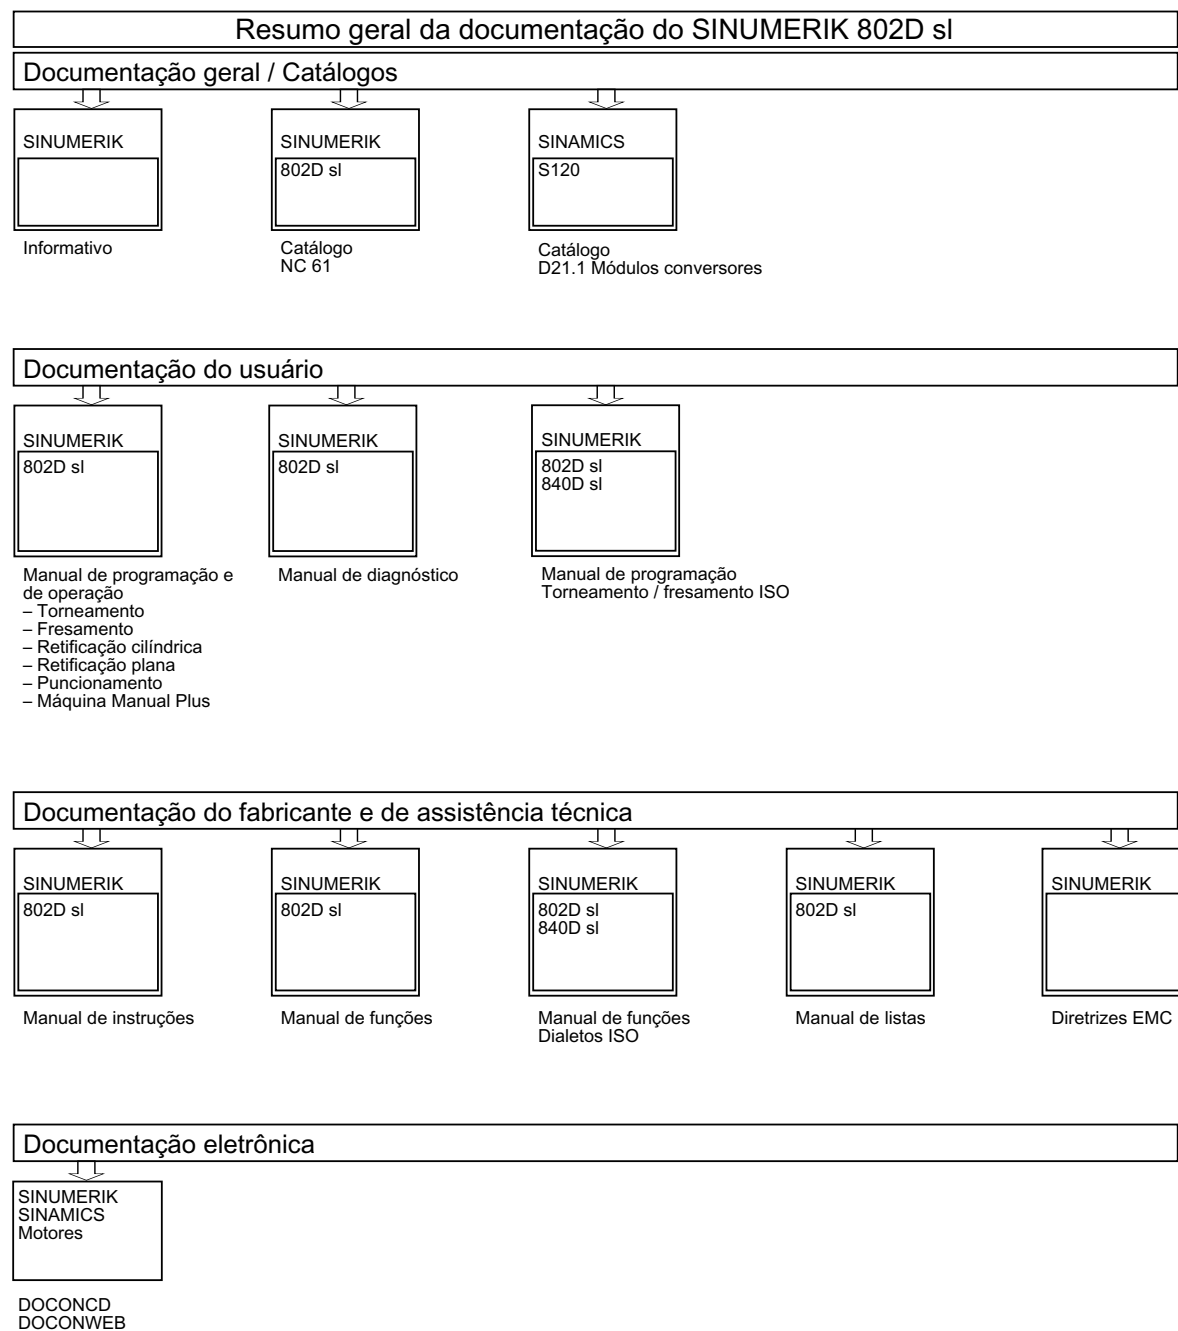 Resumo geral da documentação do SINUMERIK 802D sl
Documentação geral / Catálogos
SINUMERIK
Informativo
SINUMERIK
802D sl
Catálogo
NC 61
SINAMICS
S120
Catálogo
D21.1 Módulos conversores
Documentação do usuário
SINUMERIK
802D sl
Manual de programação e
de operação
– Torneamento
– Fresamento
– Retificação cilíndrica
– Retificação plana
– Puncionamento
– Máquina Manual Plus
SINUMERIK
802D sl
Manual de diagnóstico
SINUMERIK
802D sl
840D sl
Manual de programação
Torneamento / fresamento ISO
Documentação do fabricante e de assistência técnica
SINUMERIK
802D sl
Manual de instruções
SINUMERIK
802D sl
Manual de funções
SINUMERIK
802D sl
840D sl
Manual de funções
Dialetos ISO
SINUMERIK
802D sl
Manual de listas
SINUMERIK
Diretrizes EMC
Documentação eletrônica
SINUMERIK
SINAMICS
Motores
DOCONCD
DOCONWEB